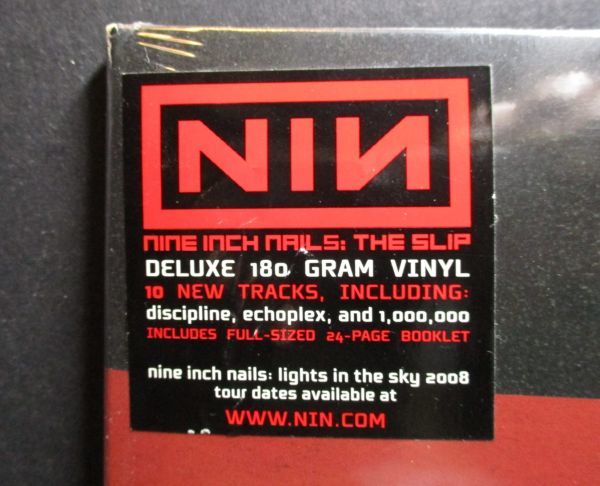 NIN
NINE INCH NAILS: THE SLIP
DELUXE 180 GRAM VINYL
10 NEW TRACKS, INCLUDING:
discipline, echoplex, and 1,000,000
INCLUDES FULL-SIZED 24-PAGE BOOKLET
nine inch nails: lights in the sky 2008
tour dates available at
WWW.NIN.COM